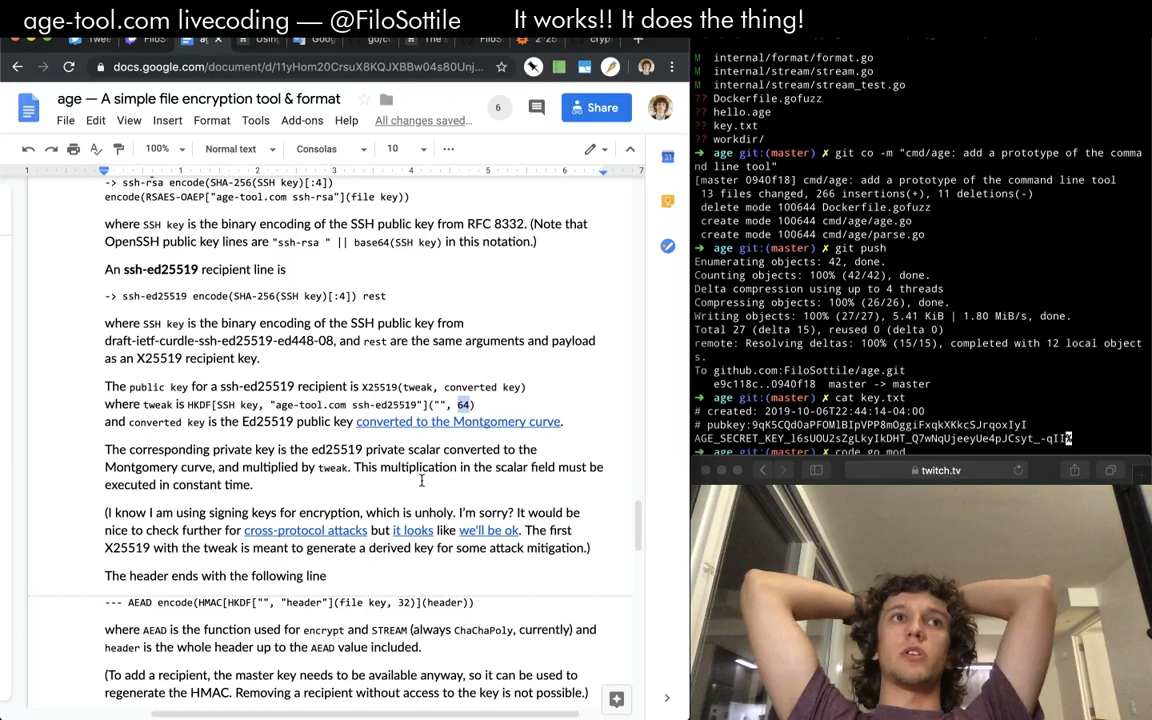 age-tool.com livecoding — @FiloSottile
It works!! It does the thing!
docs.google.com/document/d/11yHom20CrsuX8KQJXBBw04s80Unj...
age — A simple file encryption tool & format
6
Share
File Edit View Insert Format Tools Add-ons Help All changes saved...
100% Normal text Consolas 10
1 1 2 3 4 5 6 7
-> ssh-rsa encode(SHA-256(SSH key)[:4])
encode(RSAES-OAEP["age-tool.com ssh-rsa"](file key))
where SSH key is the binary encoding of the SSH public key from RFC 8332. (Note that
OpenSSH public key lines are "ssh-rsa " || base64(SSH key) in this notation.)
An ssh-ed25519 recipient line is
-> ssh-ed25519 encode(SHA-256(SSH key)[:4]) rest
where SSH key is the binary encoding of the SSH public key from
draft-ietf-curdle-ssh-ed25519-ed448-08, and rest are the same arguments and payload
as an X25519 recipient key.
The public key for a ssh-ed25519 recipient is X25519(tweak, converted key)
where tweak is HKDF[SSH key, "age-tool.com ssh-ed25519"]("", 64)
and converted key is the Ed25519 public key converted to the Montgomery curve.
The corresponding private key is the ed25519 private scalar converted to the
Montgomery curve, and multiplied by tweak. This multiplication in the scalar field must be
executed in constant time.
(I know I am using signing keys for encryption, which is unholy. I'm sorry? It would be
nice to check further for cross-protocol attacks but it looks like we'll be ok. The first
X25519 with the tweak is meant to generate a derived key for some attack mitigation.)
The header ends with the following line
--- AEAD encode(HMAC[HKDF["", "header"](file key, 32)](header))
where AEAD is the function used for encrypt and STREAM (always ChaChaPoly, currently) and
header is the whole header up to the AEAD value included.
(To add a recipient, the master key needs to be available anyway, so it can be used to
regenerate the HMAC. Removing a recipient without access to the key is not possible.)
M internal/format/format.go
M internal/stream/stream.go
M internal/stream/stream_test.go
?? Dockerfile.gofuzz
?? hello.age
?? key.txt
?? workdir/
➜ age git:(master) ✗ git co -m "cmd/age: add a prototype of the comma
nd line tool"
[master 0940f18] cmd/age: add a prototype of the command line tool
13 files changed, 266 insertions(+), 11 deletions(-)
delete mode 100644 Dockerfile.gofuzz
create mode 100644 cmd/age/age.go
create mode 100644 cmd/age/parse.go
➜ age git:(master) ✗ git push
Enumerating objects: 42, done.
Counting objects: 100% (42/42), done.
Delta compression using up to 4 threads
Compressing objects: 100% (26/26), done.
Writing objects: 100% (27/27), 5.41 KiB | 1.80 MiB/s, done.
Total 27 (delta 15), reused 0 (delta 0)
remote: Resolving deltas: 100% (15/15), completed with 12 local object
s.
To github.com:FiloSottile/age.git
e9c118c..0940f18 master -> master
➜ age git:(master) ✗ cat key.txt
# created: 2019-10-06T22:44:14-04:00
# pubkey:9qK5CQdOaPFOMlBIpVPP8mOggiFxqkXKkcSJrqoxIyI
AGE_SECRET_KEY_l6sUOU2sZgLkyIkDHT_Q7wNqUjeeyUe4pJCsyt_-qII%
➜ age git:(master) ✗ code go.mod
twitch.tv